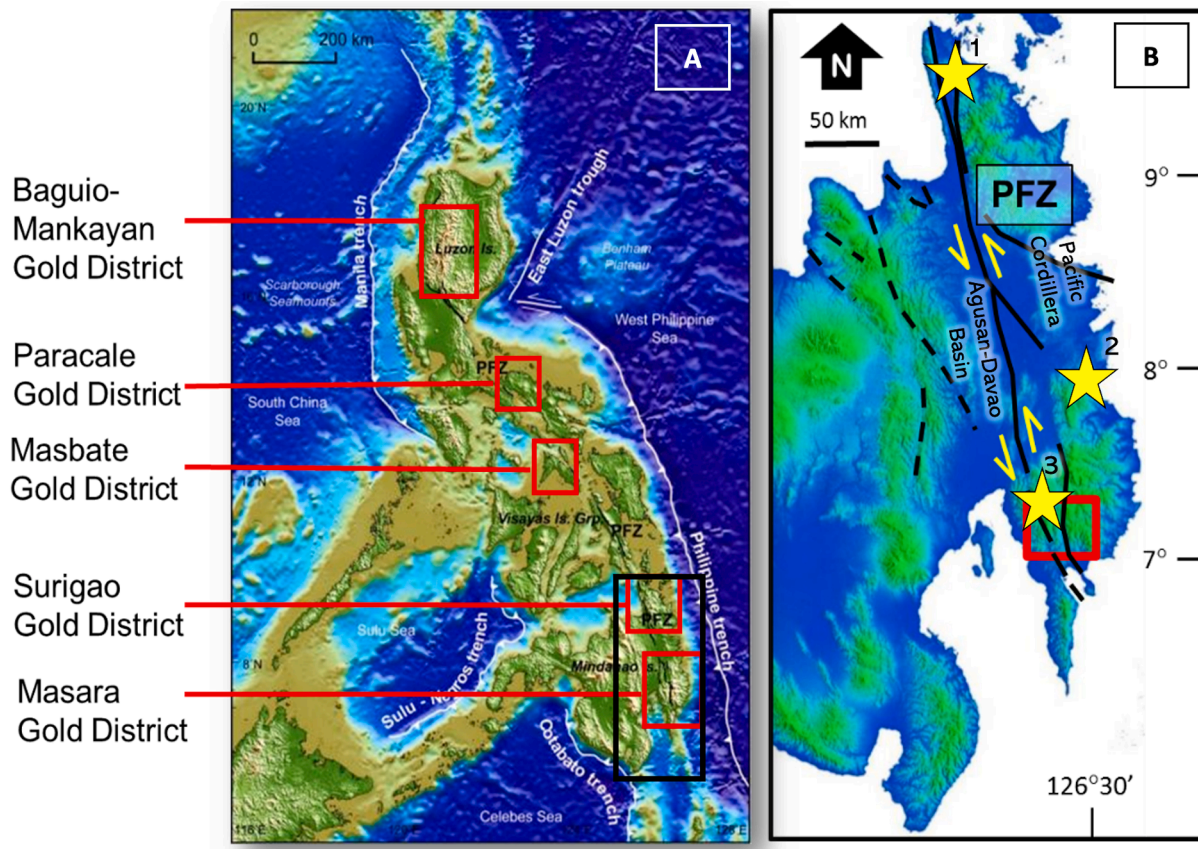 Baguio-
Mankayan
Gold District
Paracale
Gold District
Masbate
Gold District
Surigao
Gold District
Masara
Gold District
A
0 200 km
20°N
Manila trench
Luzon Is.
East Luzon trough
Benham
Plateau
Scarborough
Seamounts
West Philippine
Sea
PFZ
South China
Sea
12°N
Visayas Is. Grp.
PFZ
Philippine trench
Sulu Sea
PFZ
8°N
Mindanao Is.
Sulu - Negros trench
Cotabato trench
Celebes Sea
116°E
128°E
B
N
50 km
1
9°
PFZ
Pacific
Cordillera
Agusan-Davao
Basin
2
8°
3
7°
126°30'